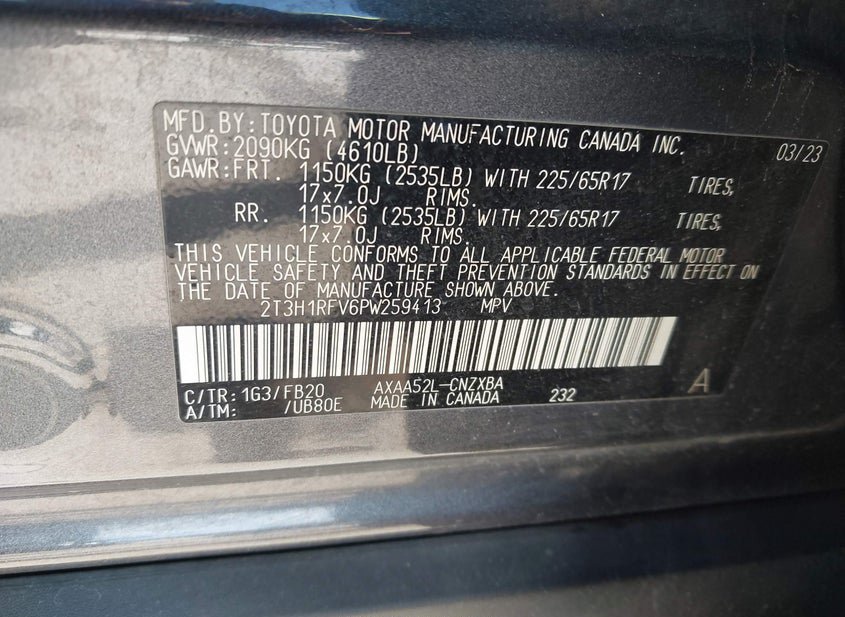 MFD. BY: TOYOTA MOTOR MANUFACTURING CANADA INC.
GVWR: 2090KG (4610LB) 03/23
GAWR: FRT. 1150KG (2535LB) WITH 225/65R17 TIRES,
17x7.0J RIMS.
RR. 1150KG (2535LB) WITH 225/65R17 TIRES,
17x7.0J RIMS.
THIS VEHICLE CONFORMS TO ALL APPLICABLE FEDERAL MOTOR
VEHICLE SAFETY AND THEFT PREVENTION STANDARDS IN EFFECT ON
THE DATE OF MANUFACTURE SHOWN ABOVE.
2T3H1RFV6PW259413 MPV
C/TR: 1G3/FB20 AXAA52L-CNZXBA A
A/TM: /UB80E MADE IN CANADA 232